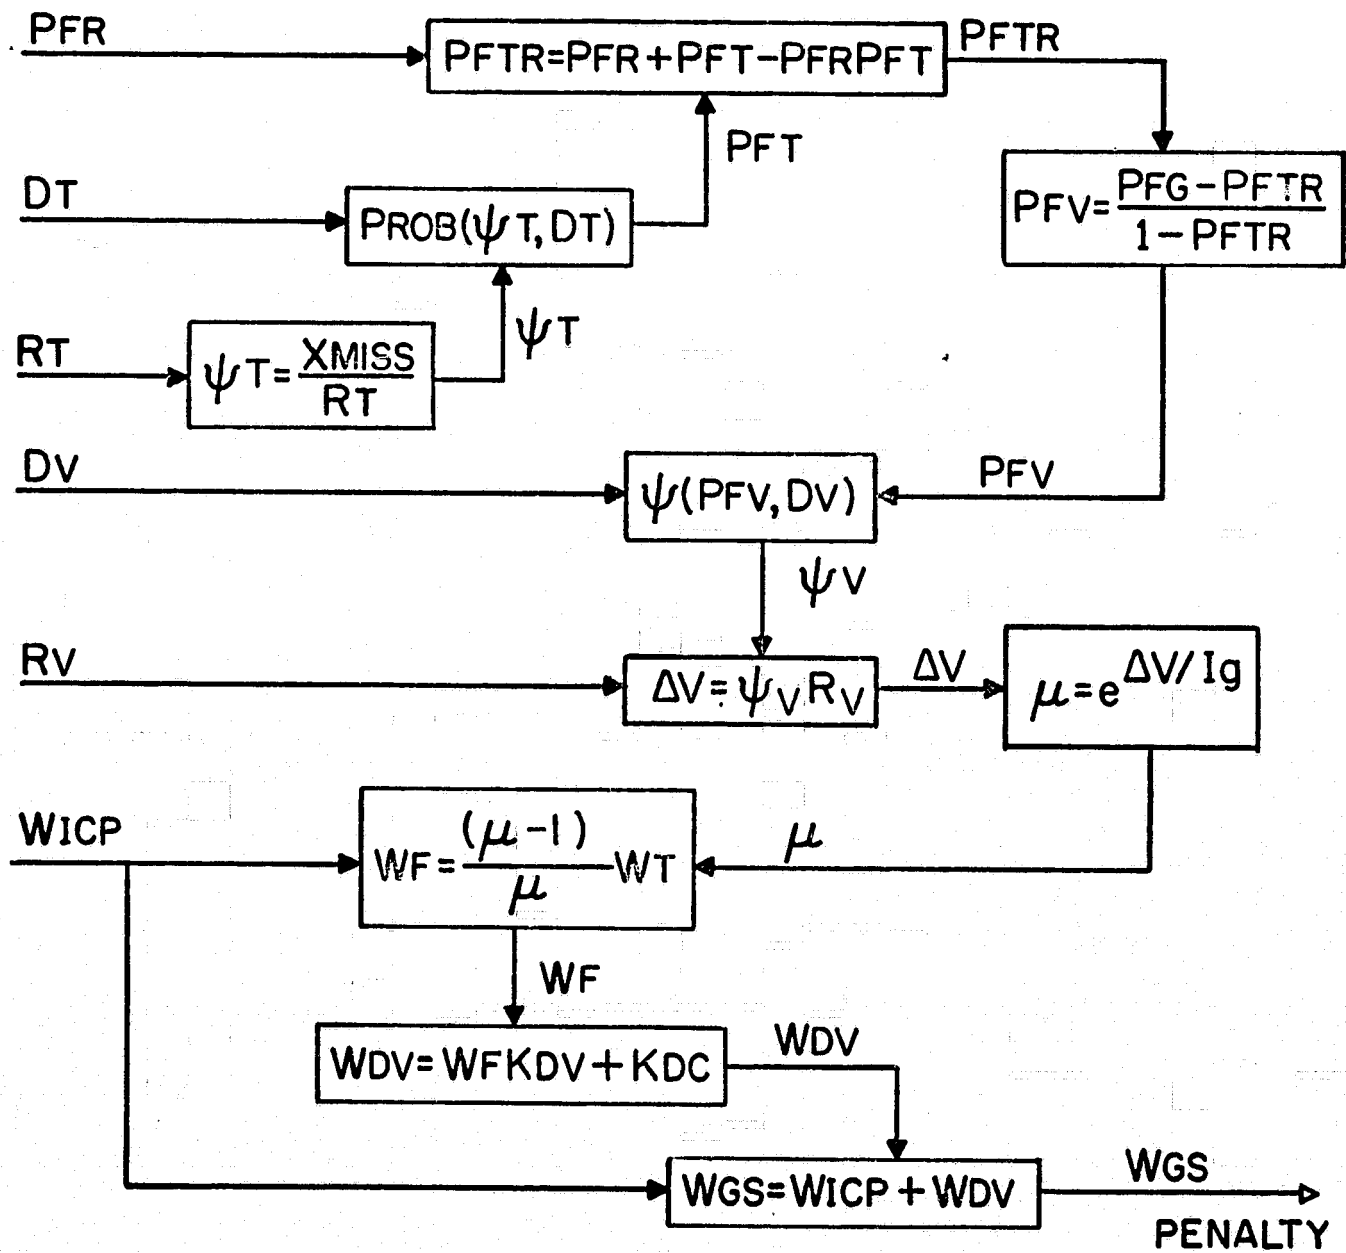 PFR
PFTR=PFR+PFT-PFRPFT
PFTR
PFT
DT
PROB(ψT,DT)
PFV= PFG-PFTR / 1-PFTR
ψT
RT
ψT= XMISS / RT
DV
ψ(PFV,DV)
PFV
ψV
RV
ΔV=ψVRV
ΔV
μ=e^ΔV/Ig
WICP
WF= (μ-1) / μ WT
μ
WF
WDV=WFKDV+KDC
WDV
WGS=WICP+WDV
WGS
PENALTY